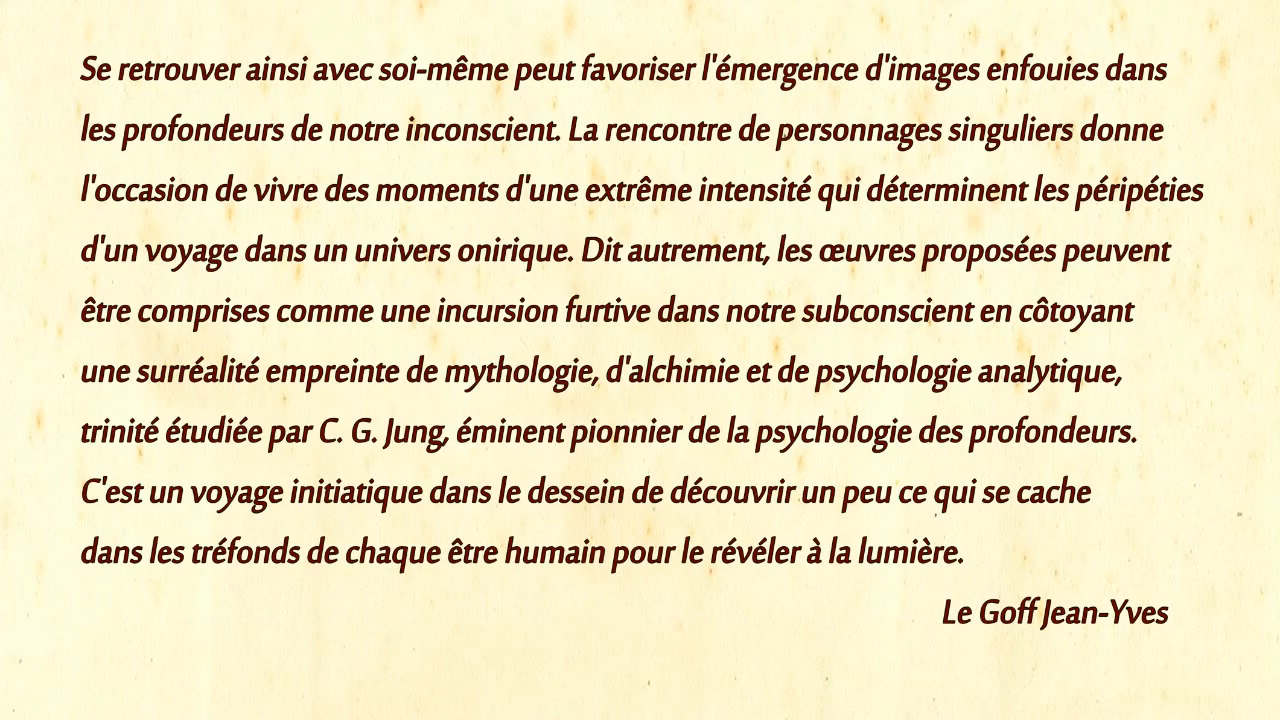 Se retrouver ainsi avec soi-même peut favoriser l'émergence d'images enfouies dans
les profondeurs de notre inconscient. La rencontre de personnages singuliers donne
l'occasion de vivre des moments d'une extrême intensité qui déterminent les péripéties
d'un voyage dans un univers onirique. Dit autrement, les œuvres proposées peuvent
être comprises comme une incursion furtive dans notre subconscient en côtoyant
une surréalité empreinte de mythologie, d'alchimie et de psychologie analytique,
trinité étudiée par C. G. Jung, éminent pionnier de la psychologie des profondeurs.
C'est un voyage initiatique dans le dessein de découvrir un peu ce qui se cache
dans les tréfonds de chaque être humain pour le révéler à la lumière.
Le Goff Jean-Yves